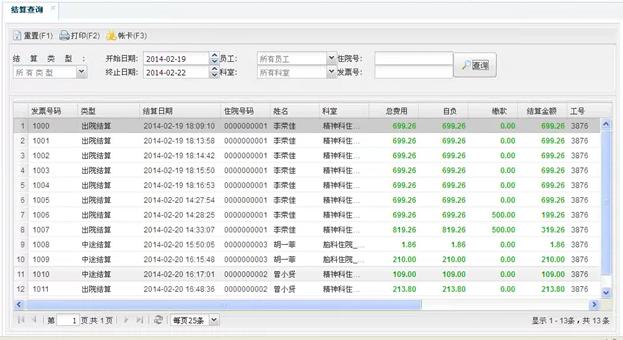 结算查询
重置(F1) 打印(F2) 帐卡(F3)
结算类型: 开始日期: 2014-02-19 员工: 所有员工 住院号:
所有类型 终止日期: 2014-02-22 科室: 所有科室 发票号: 查询
发票号码 类型 结算日期 住院号码 姓名 科室 总费用 自负 缴款 结算金额 工号
1 1000 出院结算 2014-02-19 18:09:10 0000000001 李荣佳 精神科住... 699.26 699.26 0.00 699.26 3876
2 1001 出院结算 2014-02-19 18:13:58 0000000001 李荣佳 精神科住... 699.26 699.26 0.00 699.26 3876
3 1002 出院结算 2014-02-19 18:14:42 0000000001 李荣佳 精神科住... 699.26 699.26 0.00 699.26 3876
4 1003 出院结算 2014-02-19 18:15:50 0000000001 李荣佳 精神科住... 699.26 699.26 0.00 699.26 3876
5 1004 出院结算 2014-02-19 18:16:53 0000000001 李荣佳 精神科住... 699.26 699.26 0.00 699.26 3876
6 1005 出院结算 2014-02-20 14:27:54 0000000001 李荣佳 精神科住... 699.26 699.26 0.00 699.26 3876
7 1006 出院结算 2014-02-20 14:28:25 0000000001 李荣佳 精神科住... 699.26 699.26 500.00 199.26 3876
8 1007 出院结算 2014-02-20 14:33:07 0000000001 李荣佳 精神科住... 819.26 819.26 500.00 319.26 3876
9 1008 中途结算 2014-02-20 15:50:05 0000000003 胡一菲 脑科住院_... 1.86 1.86 0.00 1.86 3876
10 1009 中途结算 2014-02-20 16:15:48 0000000003 胡一菲 脑科住院_... 210.00 210.00 0.00 210.00 3876
11 1010 中途结算 2014-02-20 16:17:01 0000000002 曾小贤 精神科住... 109.00 109.00 0.00 109.00 3876
12 1011 出院结算 2014-02-20 16:48:36 0000000002 曾小贤 精神科住... 213.80 213.80 0.00 213.80 3876
第 1 页,共 1 页 每页25条 显示 1 - 13条，共 13 条